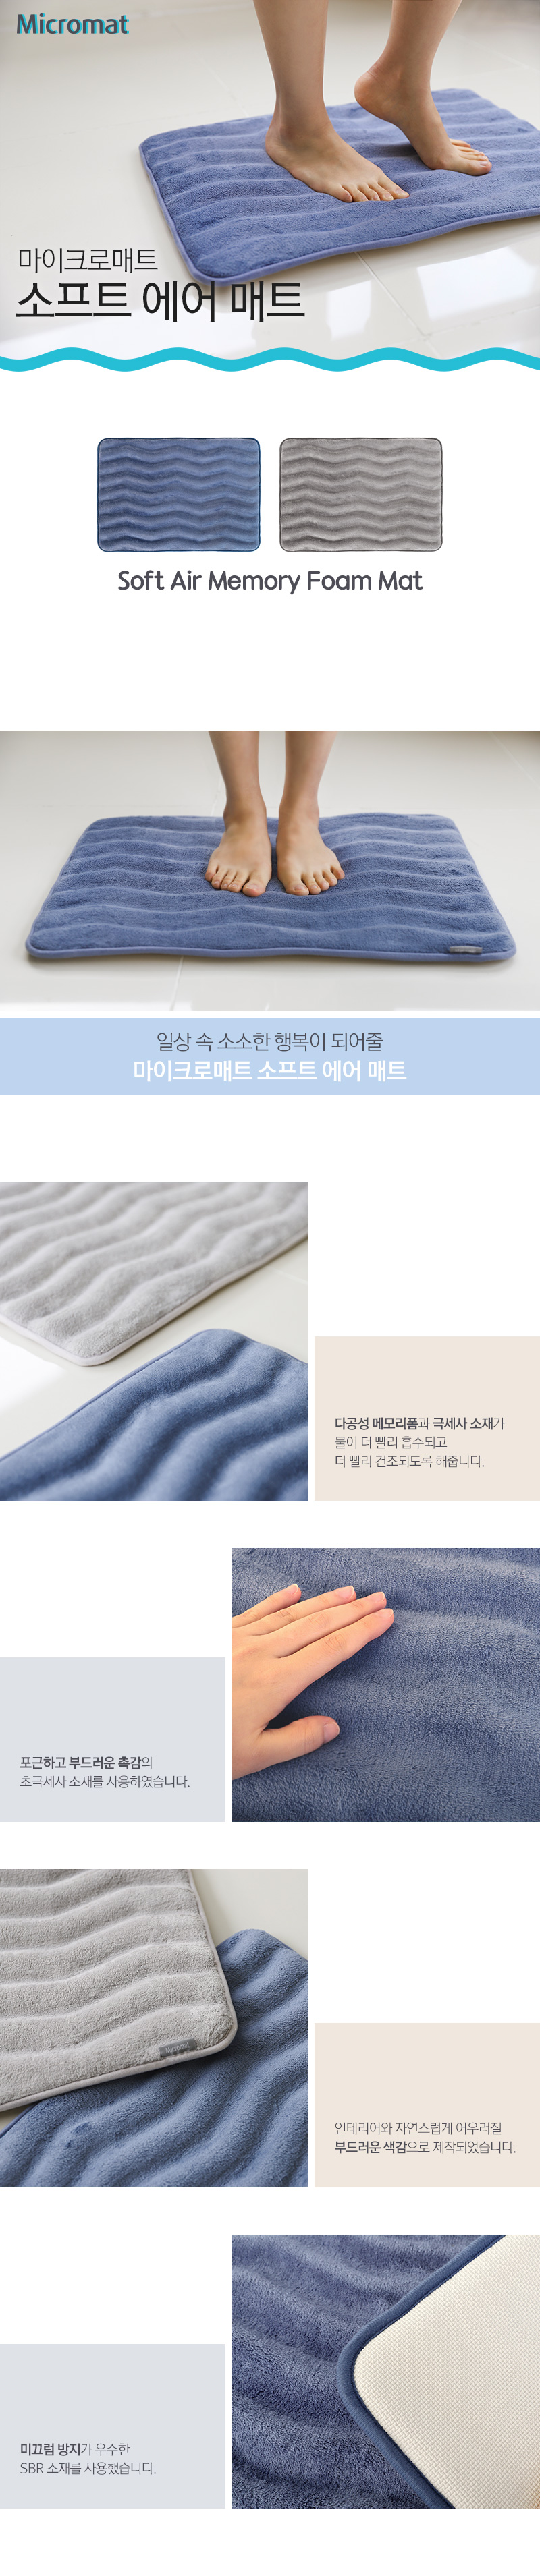 Micromat
마이크로매트
소프트 에어 매트
Soft Air Memory Foam Mat
일상 속 소소한 행복이 되어줄
마이크로매트 소프트 에어 매트
다공성 메모리폼과 극세사 소재가
물이 더 빨리 흡수되고
더 빨리 건조되도록 해줍니다.
포근하고 부드러운 촉감의
초극세사 소재를 사용하였습니다.
인테리어와 자연스럽게 어우러질
부드러운 색감으로 제작되었습니다.
미끄럼 방지가 우수한
SBR 소재를 사용했습니다.